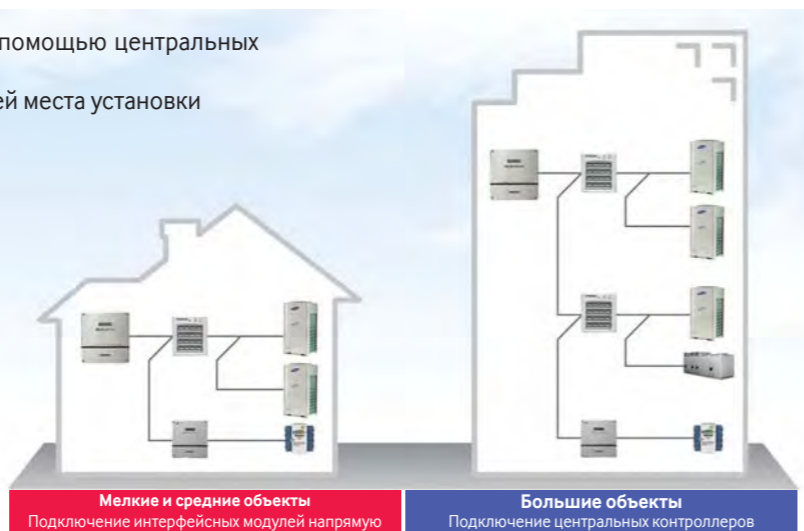 помощью центральных
ей места установки
Мелкие и средние объекты
Подключение интерфейсных модулей напрямую
Большие объекты
Подключение центральных контроллеров